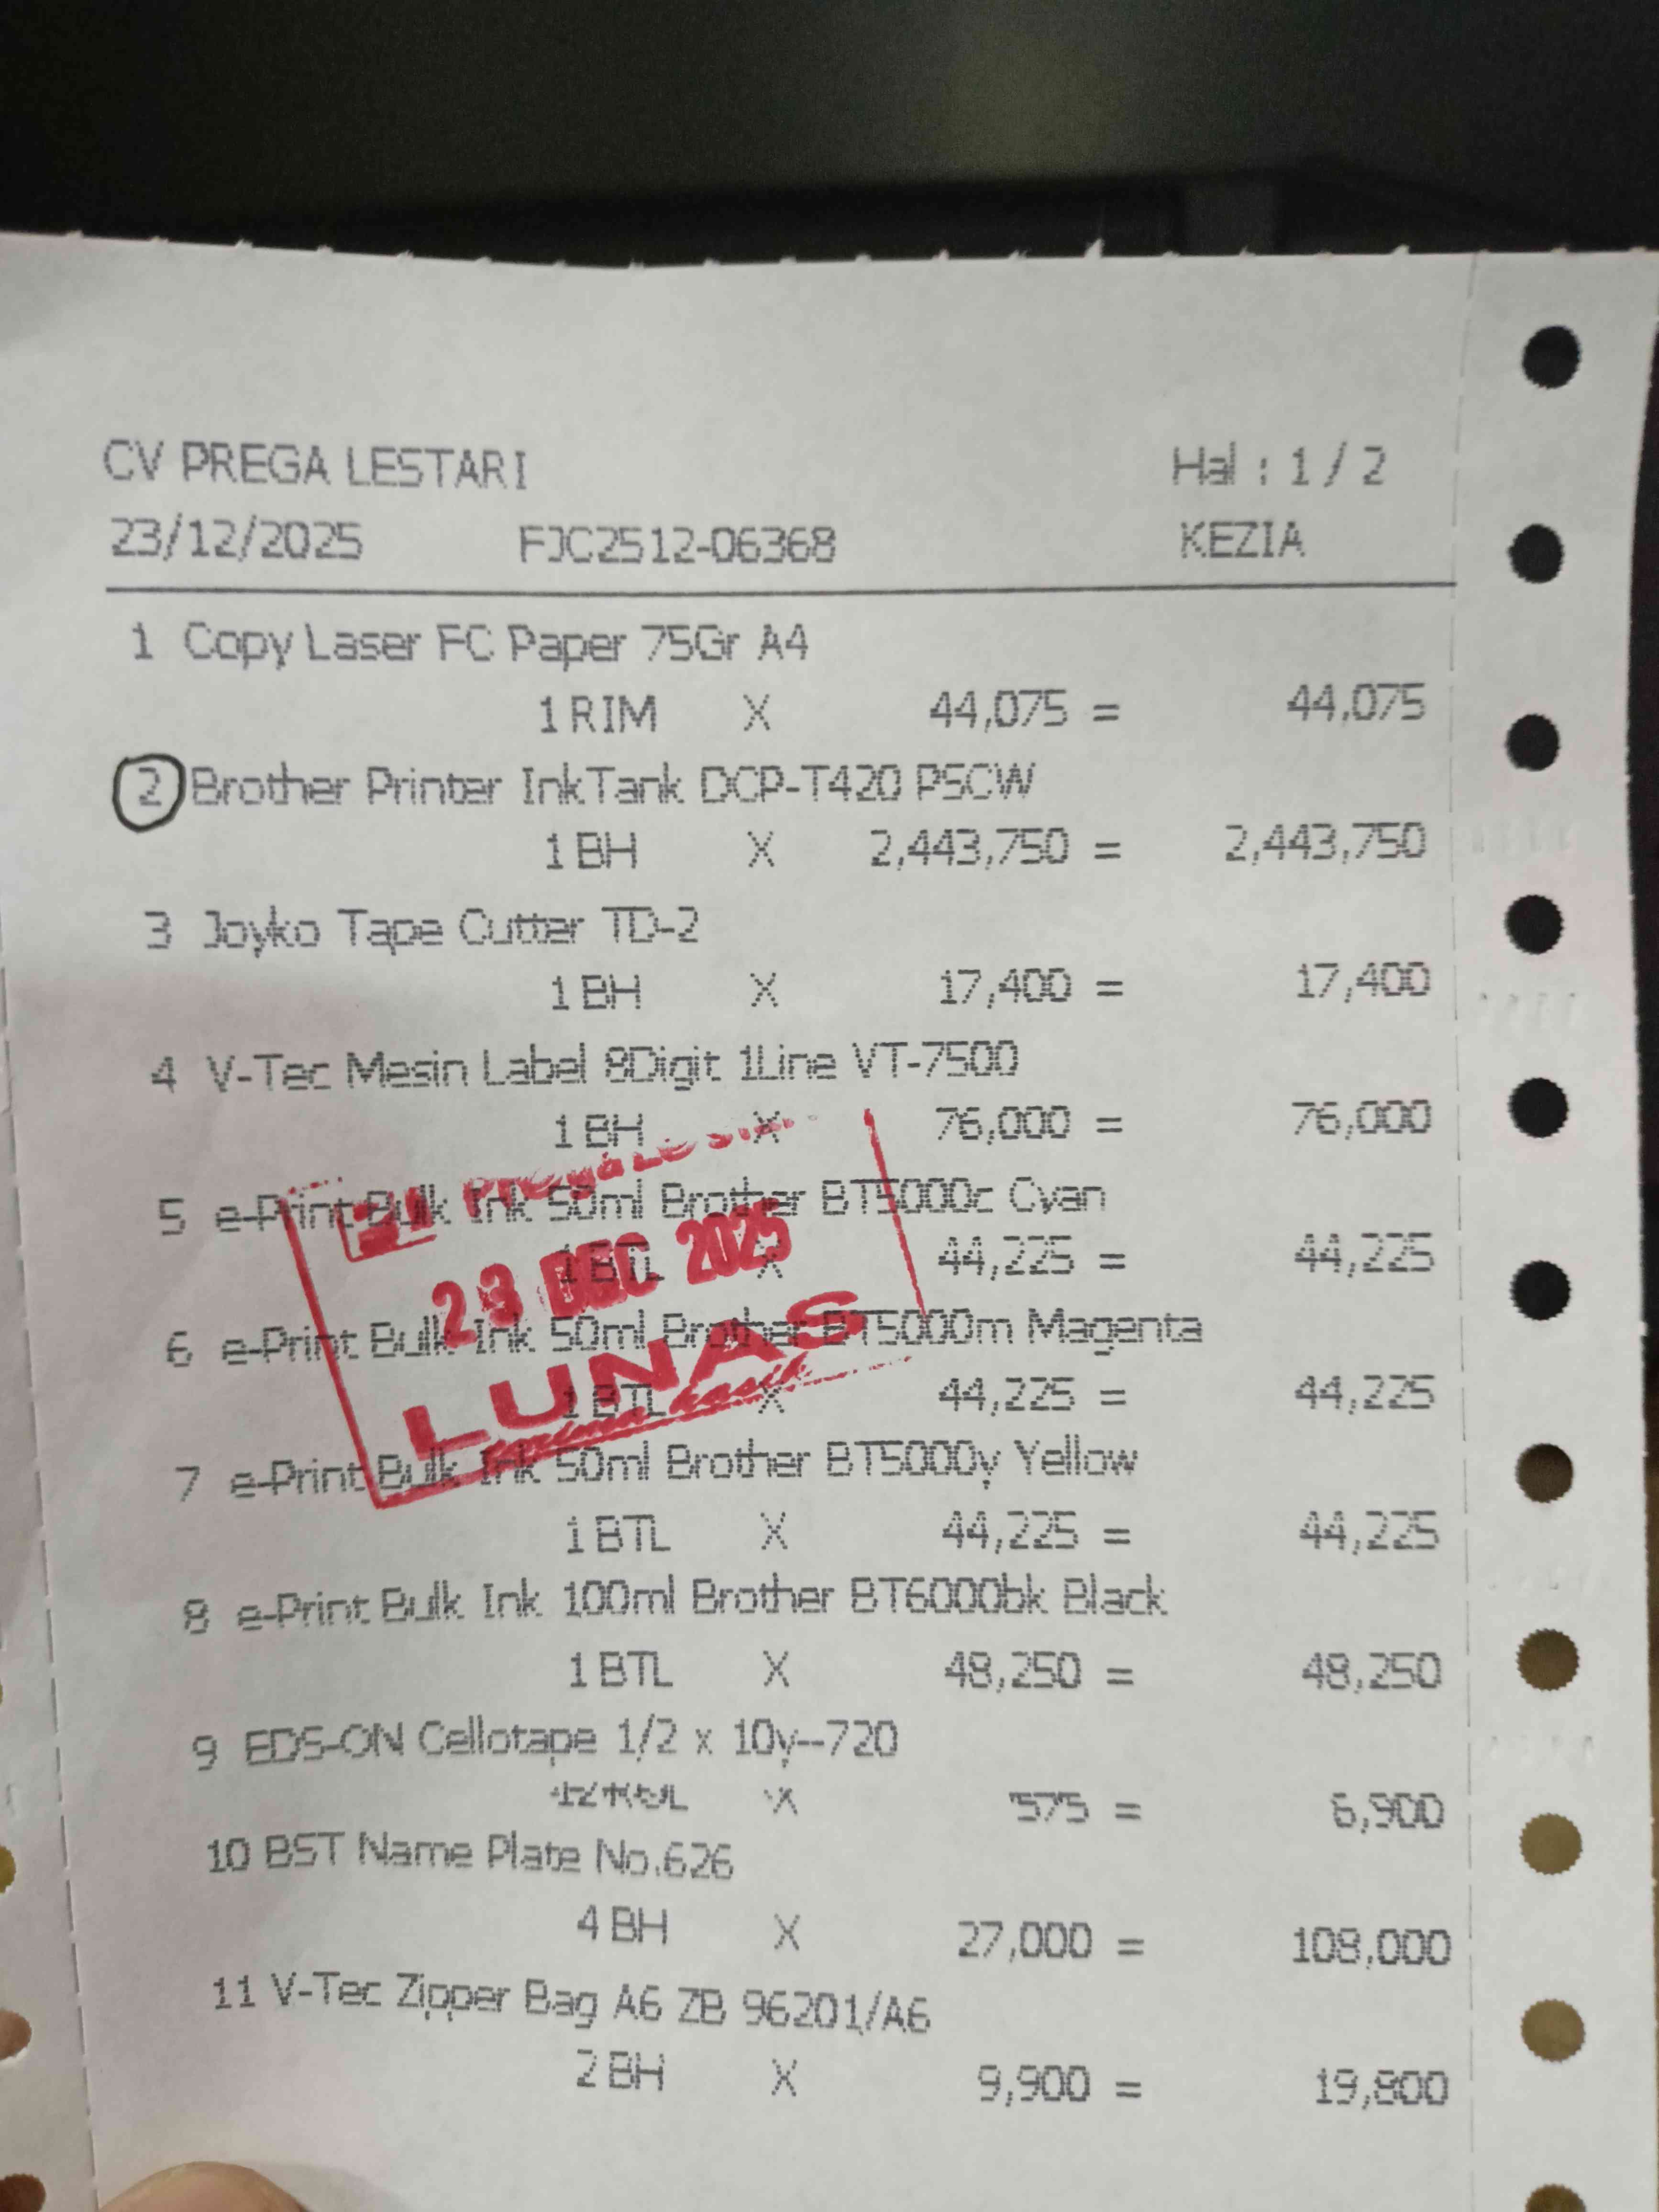 CV PREGA LESTARI Hal : 1 / 2
23/12/2025 FJC2512-06368 KEZIA
1 Copy Laser FC Paper 75Gr A4
1 RIM X 44,075 = 44,075
2 Brother Printer InkTank DCP-T420 PSCW
1 BH X 2,443,750 = 2,443,750
3 Joyko Tape Cutter TD-2
1 BH X 17,400 = 17,400
4 V-Tec Mesin Label 8Digit 1Line VT-7500
1 BH X 76,000 = 76,000
5 e-Print Bulk Ink 50ml Brother BT5000c Cyan
1 BTL X 44,225 = 44,225
6 e-Print Bulk Ink 50ml Brother BT5000m Magenta
1 BTL X 44,225 = 44,225
7 e-Print Bulk Ink 50ml Brother BT5000y Yellow
1 BTL X 44,225 = 44,225
8 e-Print Bulk Ink 100ml Brother BT6000bk Black
1 BTL X 48,250 = 48,250
9 EDS-ON Cellotape 1/2 x 10y--720
X 575 = 6,900
10 BST Name Plate No.626
4 BH X 27,000 = 108,000
11 V-Tec Zipper Bag A6 ZB 96201/A6
2 BH X 9,900 = 19,800
23 DEC 2025
LUNAS